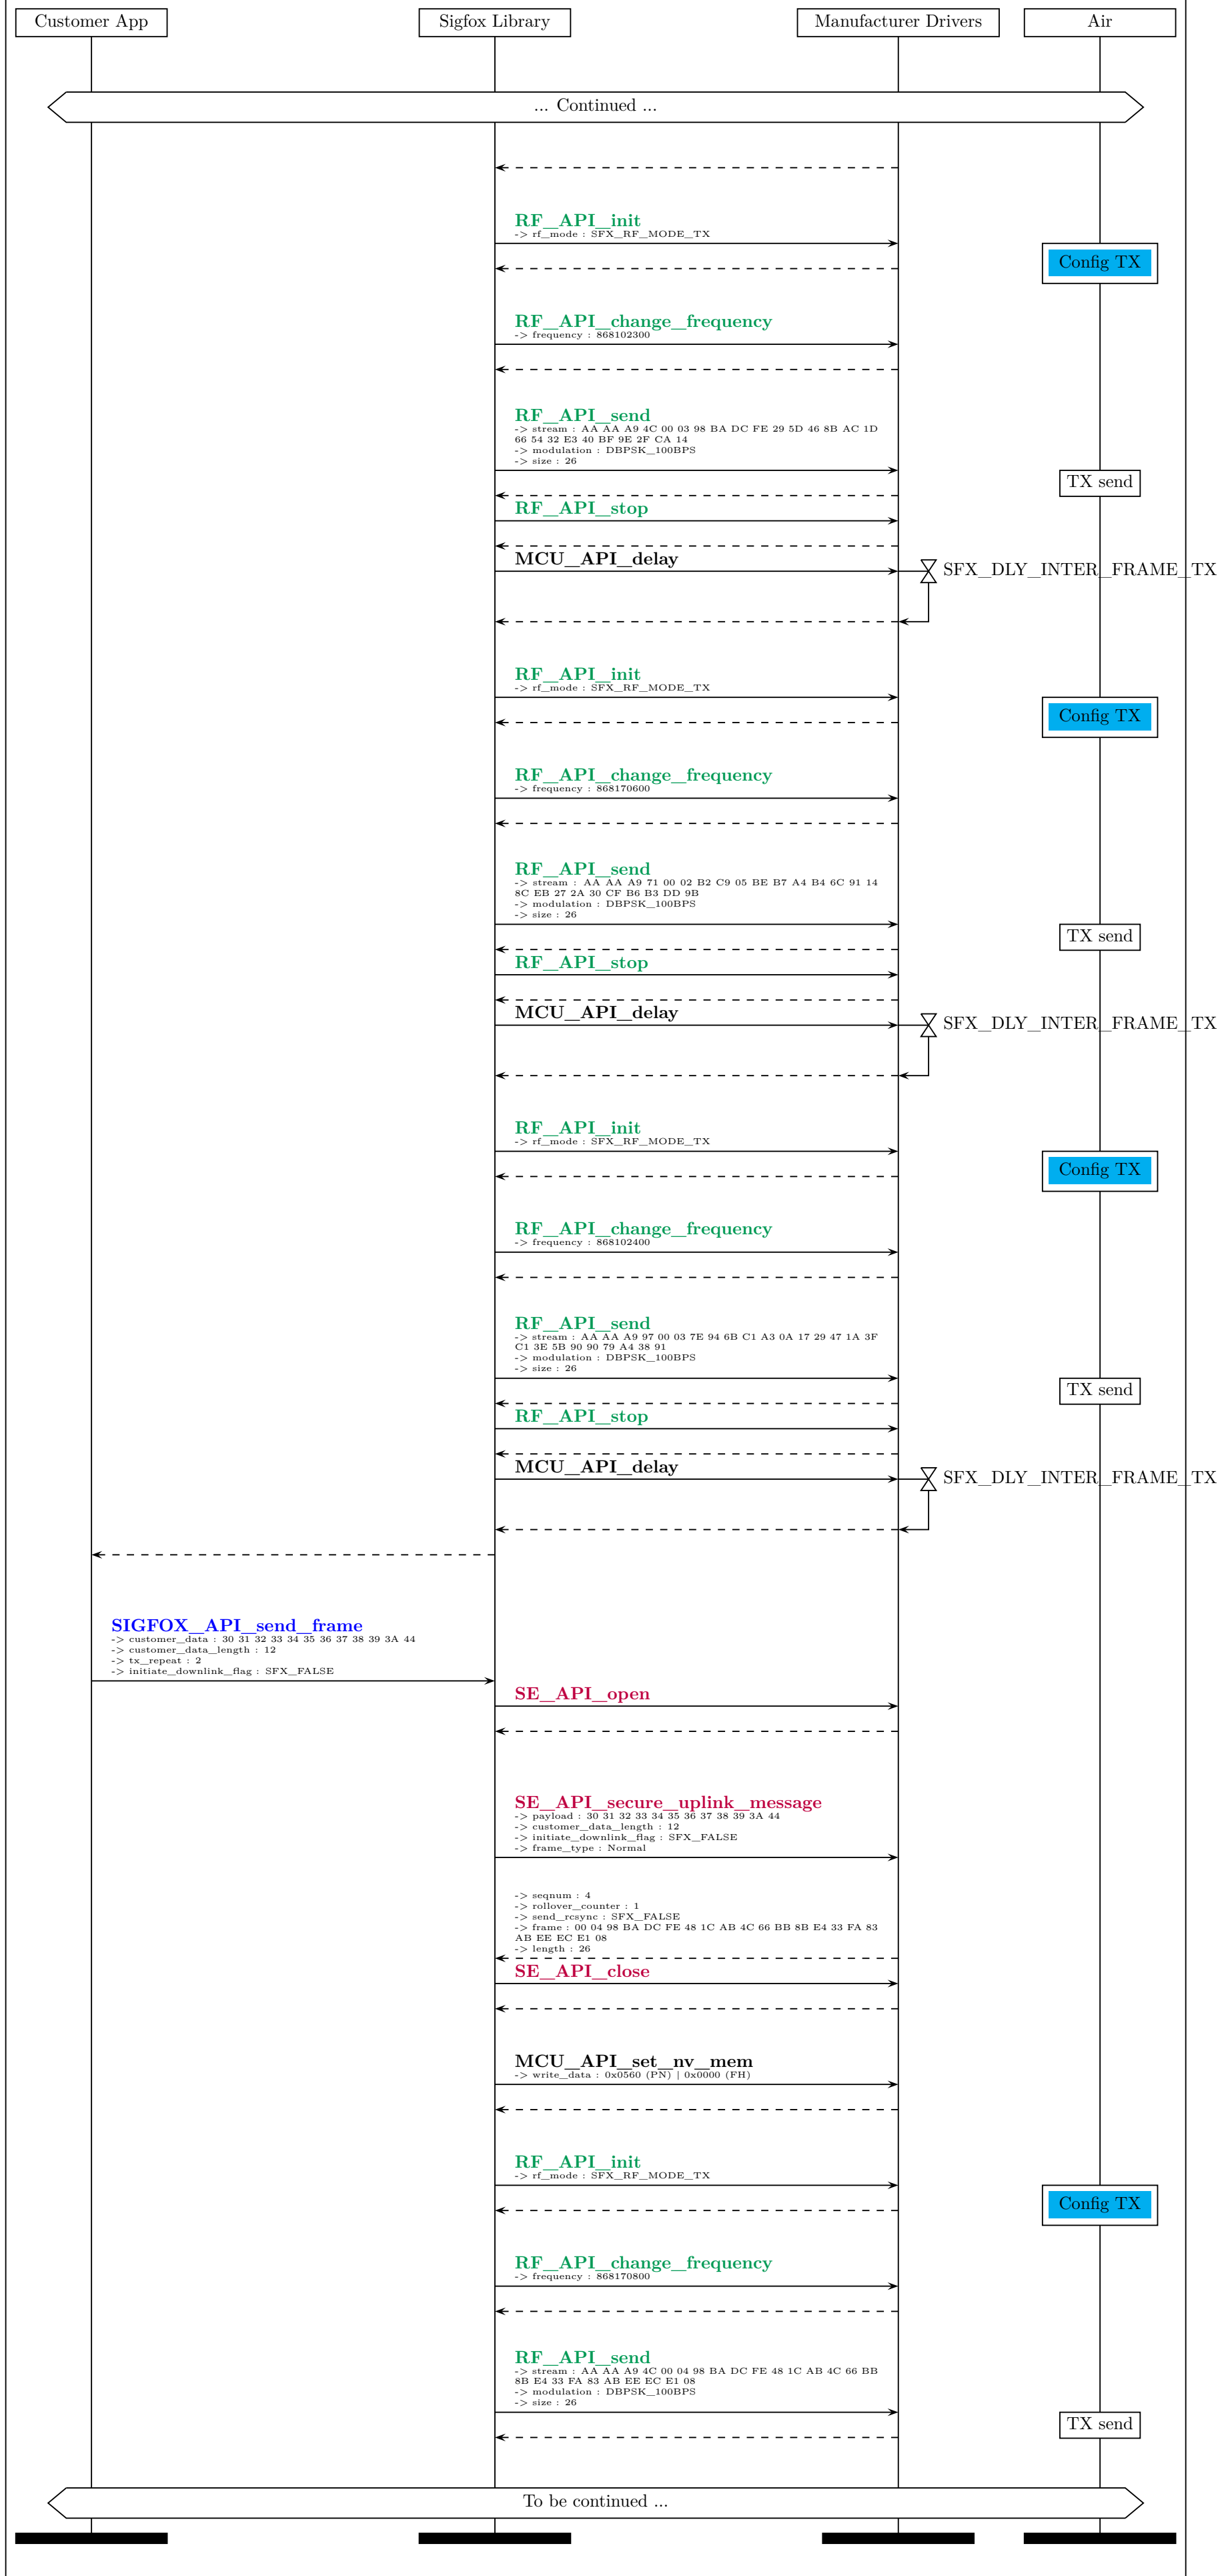 Customer App
Sigfox Library
Manufacturer Drivers
Air
... Continued ...
RF_API_init
-> rf_mode : SFX_RF_MODE_TX
Config TX
RF_API_change_frequency
-> frequency : 868102300
RF_API_send
-> stream : AA AA A9 4C 00 03 98 BA DC FE 29 5D 46 8B AC 1D
66 54 32 E3 40 BF 9E 2F CA 14
-> modulation : DBPSK_100BPS
-> size : 26
TX send
RF_API_stop
MCU_API_delay
SFX_DLY_INTER_FRAME_TX
RF_API_init
-> rf_mode : SFX_RF_MODE_TX
Config TX
RF_API_change_frequency
-> frequency : 868170600
RF_API_send
-> stream : AA AA A9 71 00 02 B2 C9 05 BE B7 A4 B4 6C 91 14
8C EB 27 2A 30 CF B6 B3 DD 9B
-> modulation : DBPSK_100BPS
-> size : 26
TX send
RF_API_stop
MCU_API_delay
SFX_DLY_INTER_FRAME_TX
RF_API_init
-> rf_mode : SFX_RF_MODE_TX
Config TX
RF_API_change_frequency
-> frequency : 868102400
RF_API_send
-> stream : AA AA A9 97 00 03 7E 94 6B C1 A3 0A 17 29 47 1A 3F
C1 3E 5B 90 90 79 A4 38 91
-> modulation : DBPSK_100BPS
-> size : 26
TX send
RF_API_stop
MCU_API_delay
SFX_DLY_INTER_FRAME_TX
SIGFOX_API_send_frame
-> customer_data : 30 31 32 33 34 35 36 37 38 39 3A 44
-> customer_data_length : 12
-> tx_repeat : 2
-> initiate_downlink_flag : SFX_FALSE
SE_API_open
SE_API_secure_uplink_message
-> payload : 30 31 32 33 34 35 36 37 38 39 3A 44
-> customer_data_length : 12
-> initiate_downlink_flag : SFX_FALSE
-> frame_type : Normal
-> seqnum : 4
-> rollover_counter : 1
-> send_rcsync : SFX_FALSE
-> frame : 00 04 98 BA DC FE 48 1C AB 4C 66 BB 8B E4 33 FA 83
AB EE EC E1 08
-> length : 26
SE_API_close
MCU_API_set_nv_mem
-> write_data : 0x0560 (PN) | 0x0000 (FH)
RF_API_init
-> rf_mode : SFX_RF_MODE_TX
Config TX
RF_API_change_frequency
-> frequency : 868170800
RF_API_send
-> stream : AA AA A9 4C 00 04 98 BA DC FE 48 1C AB 4C 66 BB
8B E4 33 FA 83 AB EE EC E1 08
-> modulation : DBPSK_100BPS
-> size : 26
TX send
To be continued ...